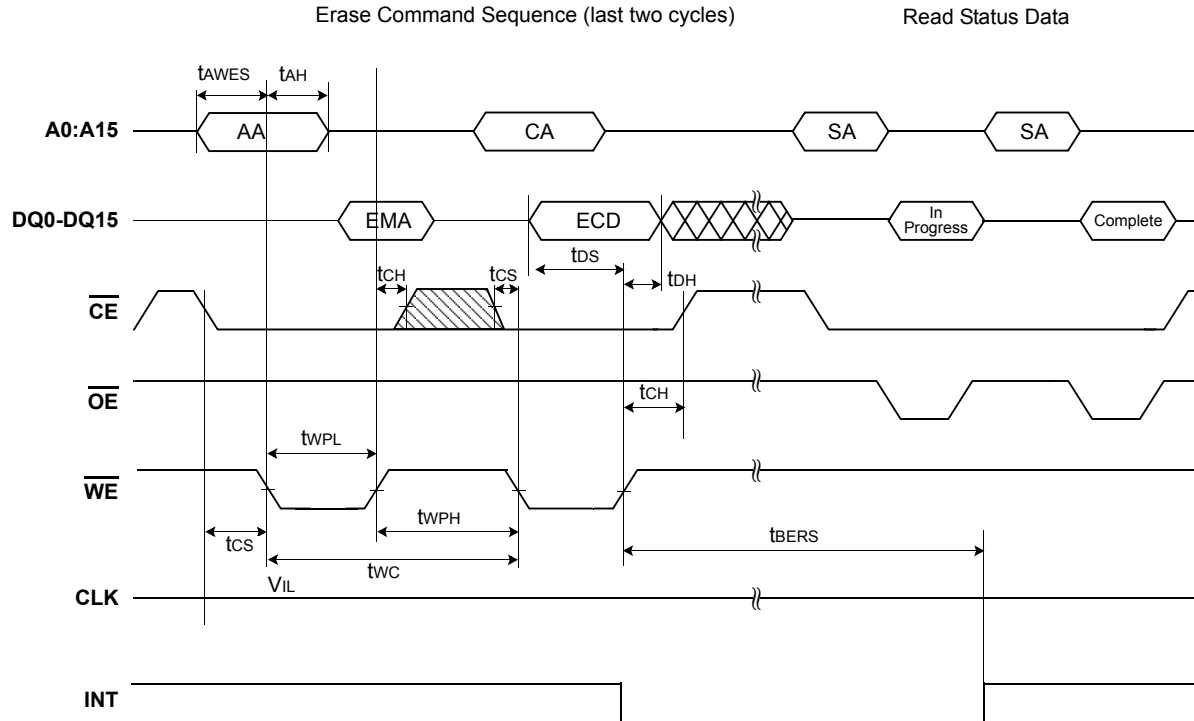 Erase Command Sequence (last two cycles) Read Status Data
tAWES tAH
A0:A15 AA CA SA SA
DQ0-DQ15 EMA ECD In Progress Complete
tDS
tCH tCS tDH
CE
OE
tCH
tWPL
WE
tWPH
tCS tBERS
tWC
VIL
CLK
INT